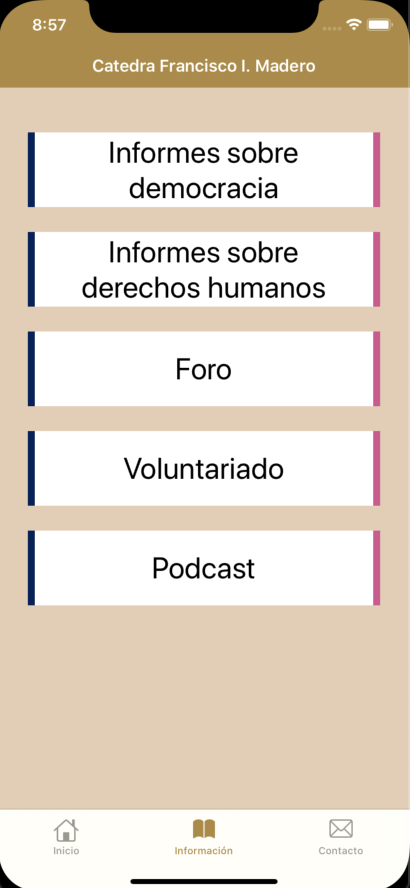 8:57
Catedra Francisco I. Madero
Informes sobre
democracia
Informes sobre
derechos humanos
Foro
Voluntariado
Podcast
Inicio
Información
Contacto